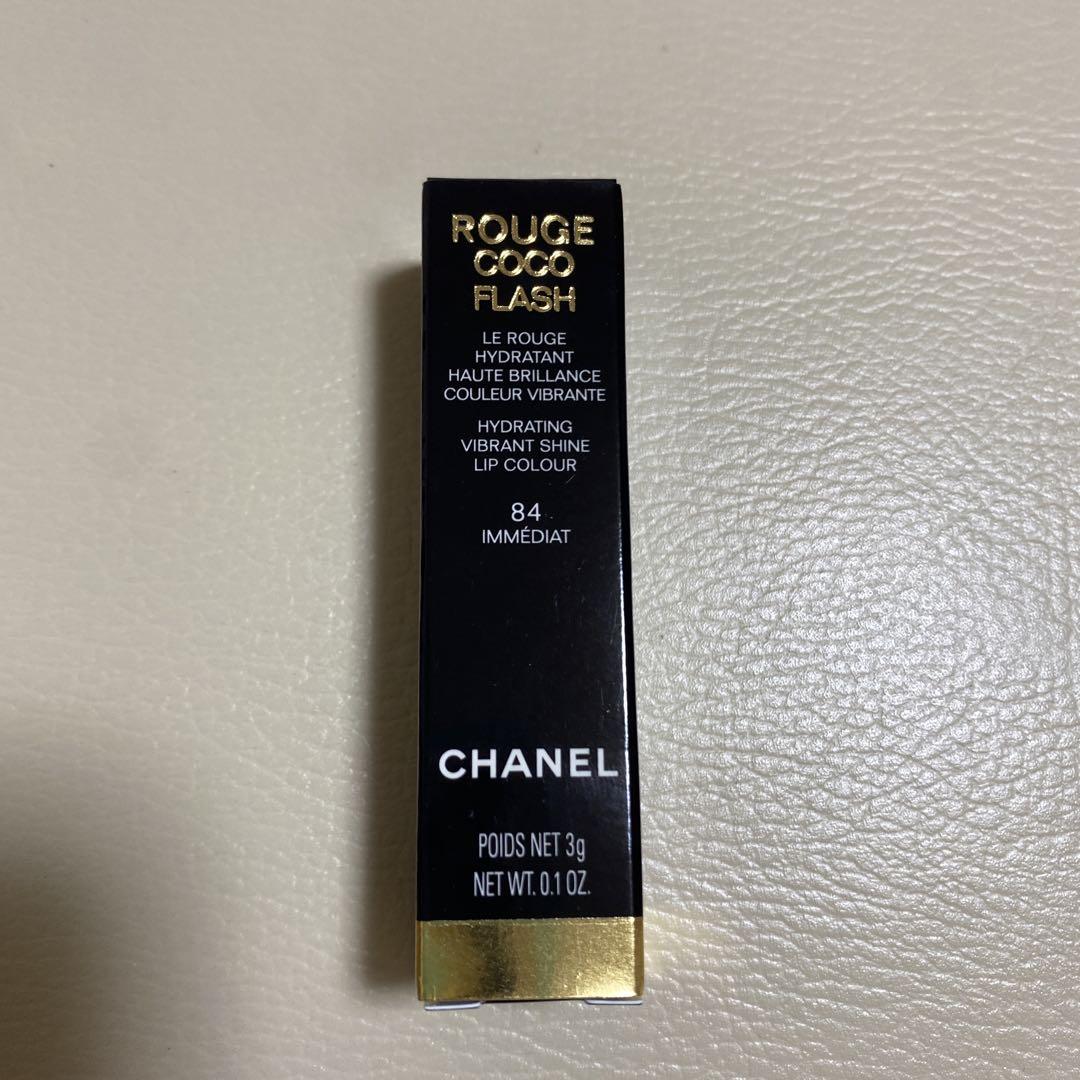 ROUGE
COCO
FLASH
LE ROUGE
HYDRATANT
HAUTE BRILLANCE
COULEUR VIBRANTE
HYDRATING
VIBRANT SHINE
LIP COLOUR
84
IMMÉDIAT
CHANEL
POIDS NET 3g
NET WT. 0.1 OZ.